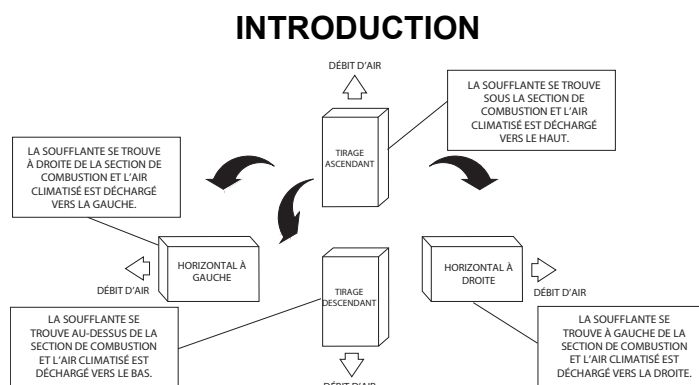 INTRODUCTION
DÉBIT D'AIR
LA SOUFFLANTE SE TROUVE
SOUS LA SECTION DE
COMBUSTION ET L'AIR
CLIMATISÉ EST DÉCHARGÉ
VERS LE HAUT.
TIRAGE
ASCENDANT
LA SOUFFLANTE SE TROUVE
À DROITE DE LA SECTION DE
COMBUSTION ET L'AIR
CLIMATISÉ EST DÉCHARGÉ
VERS LA GAUCHE.
HORIZONTAL À
GAUCHE
DÉBIT D'AIR
TIRAGE
DESCENDANT
HORIZONTAL À
DROITE
DÉBIT D'AIR
LA SOUFFLANTE SE
TROUVE AU-DESSUS DE LA
SECTION DE COMBUSTION
ET L'AIR CLIMATISÉ EST
DÉCHARGÉ VERS LE BAS.
LA SOUFFLANTE SE
TROUVE À GAUCHE DE LA
SECTION DE COMBUSTION
ET L'AIR CLIMATISÉ EST
DÉCHARGÉ VERS LA DROITE.
DÉBIT D'AIR